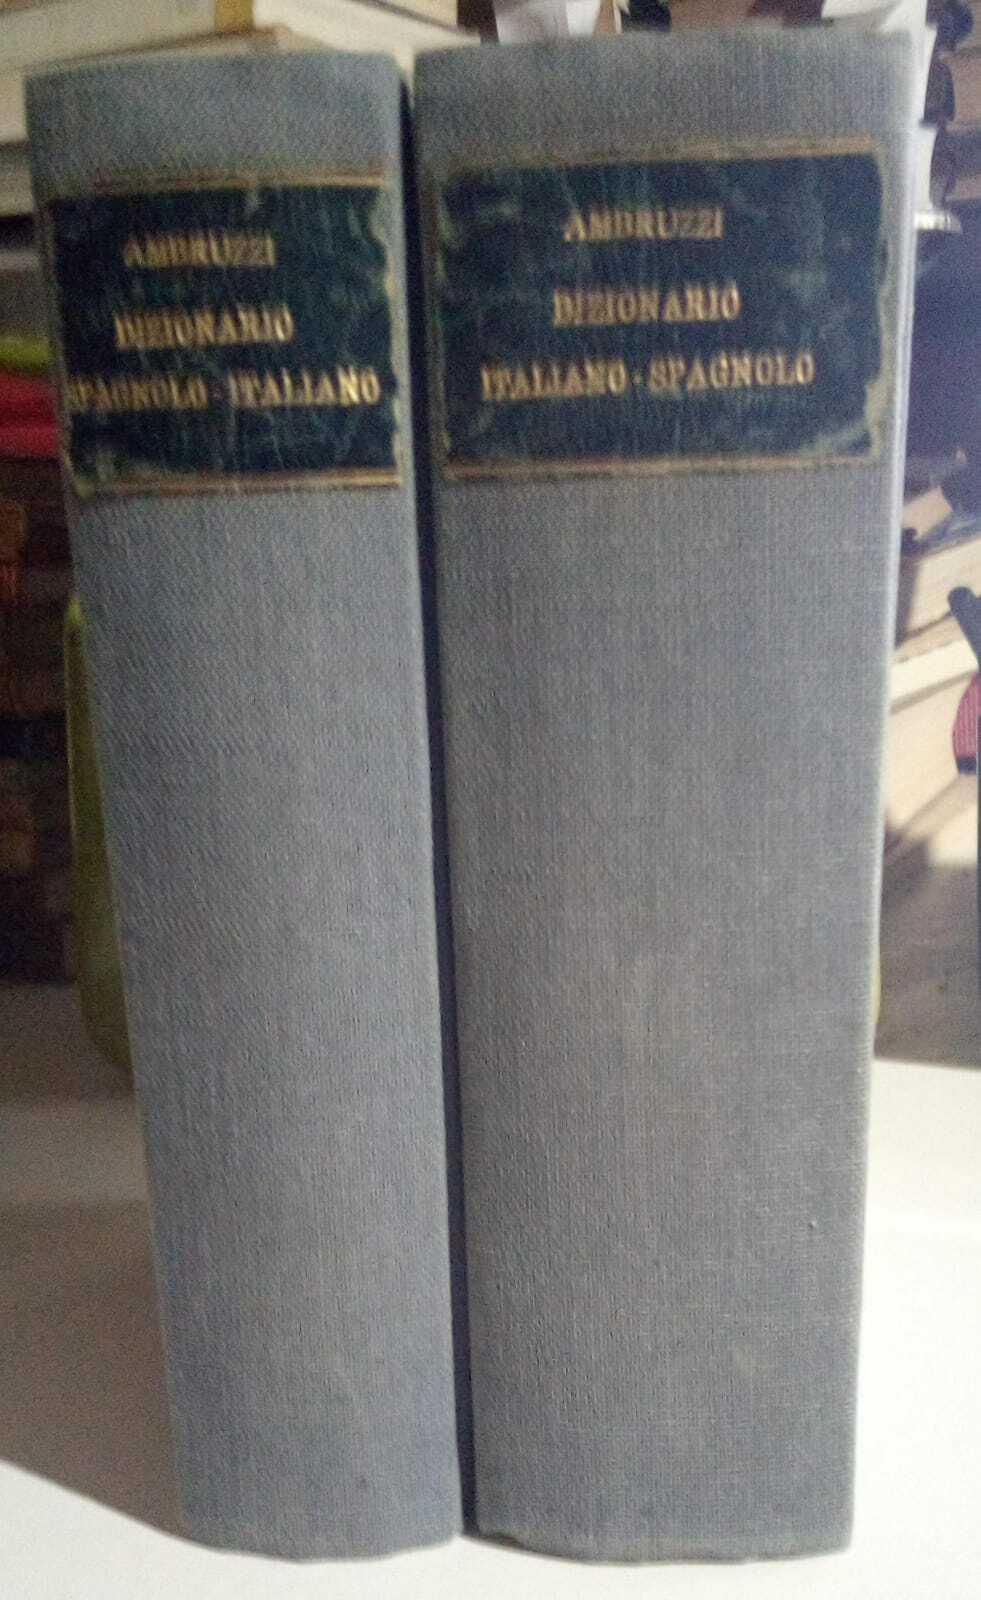 AMBRUZZI
DIZIONARIO
SPAGNOLO - ITALIANO
AMBRUZZI
DIZIONARIO
ITALIANO - SPAGNOLO